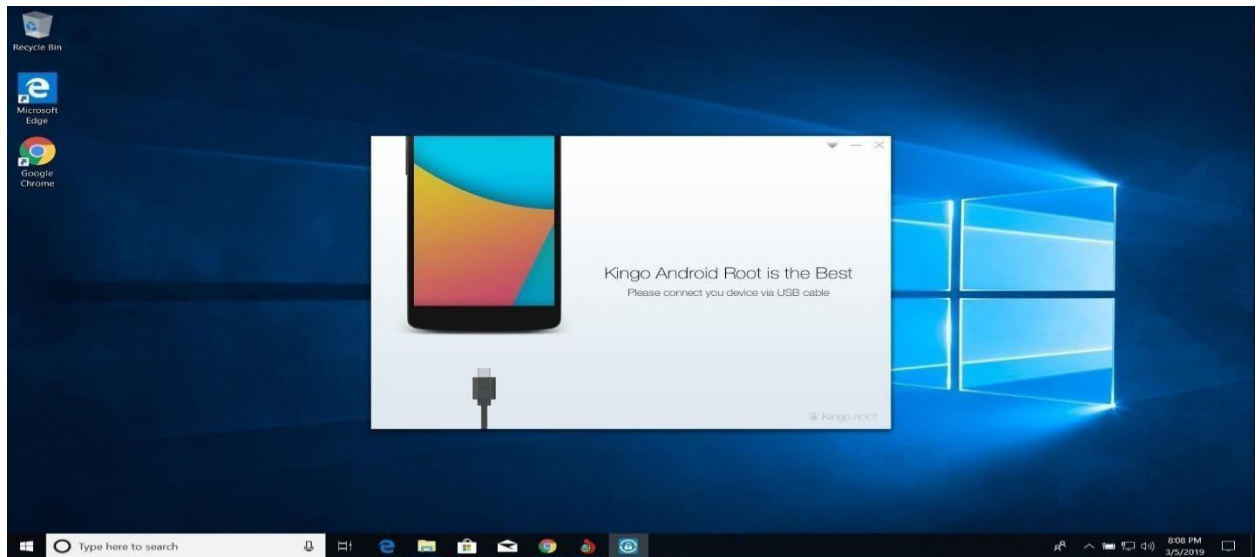 Recycle Bin
Microsoft
Edge
Google
Chrome
Kingo Android Root is the Best
Please connect you device via USB cable
Kingo ROOT
Type here to search
8:08 PM
3/5/2019